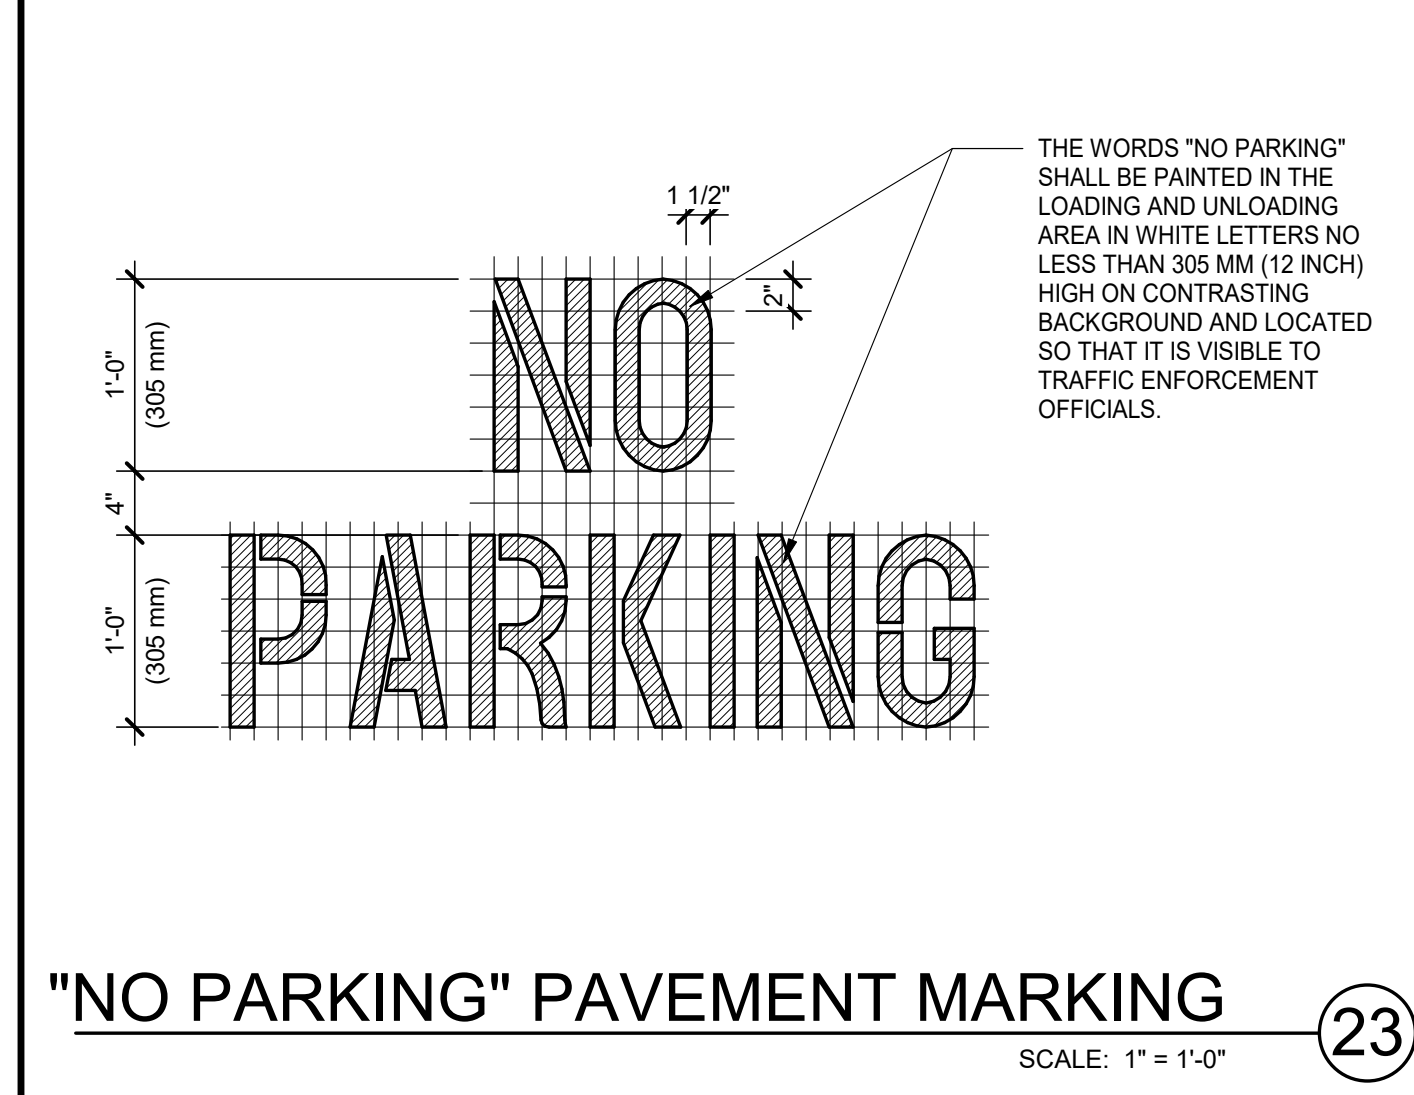 THE WORDS "NO PARKING"
SHALL BE PAINTED IN THE
LOADING AND UNLOADING
AREA IN WHITE LETTERS NO
LESS THAN 305 MM (12 INCH)
HIGH ON CONTRASTING
BACKGROUND AND LOCATED
SO THAT IT IS VISIBLE TO
TRAFFIC ENFORCEMENT
OFFICIALS.
1 1/2"
2"
1'-0"
(305 mm)
4"
1'-0"
(305 mm)
NO
PARKING
"NO PARKING" PAVEMENT MARKING
23
SCALE: 1" = 1'-0"